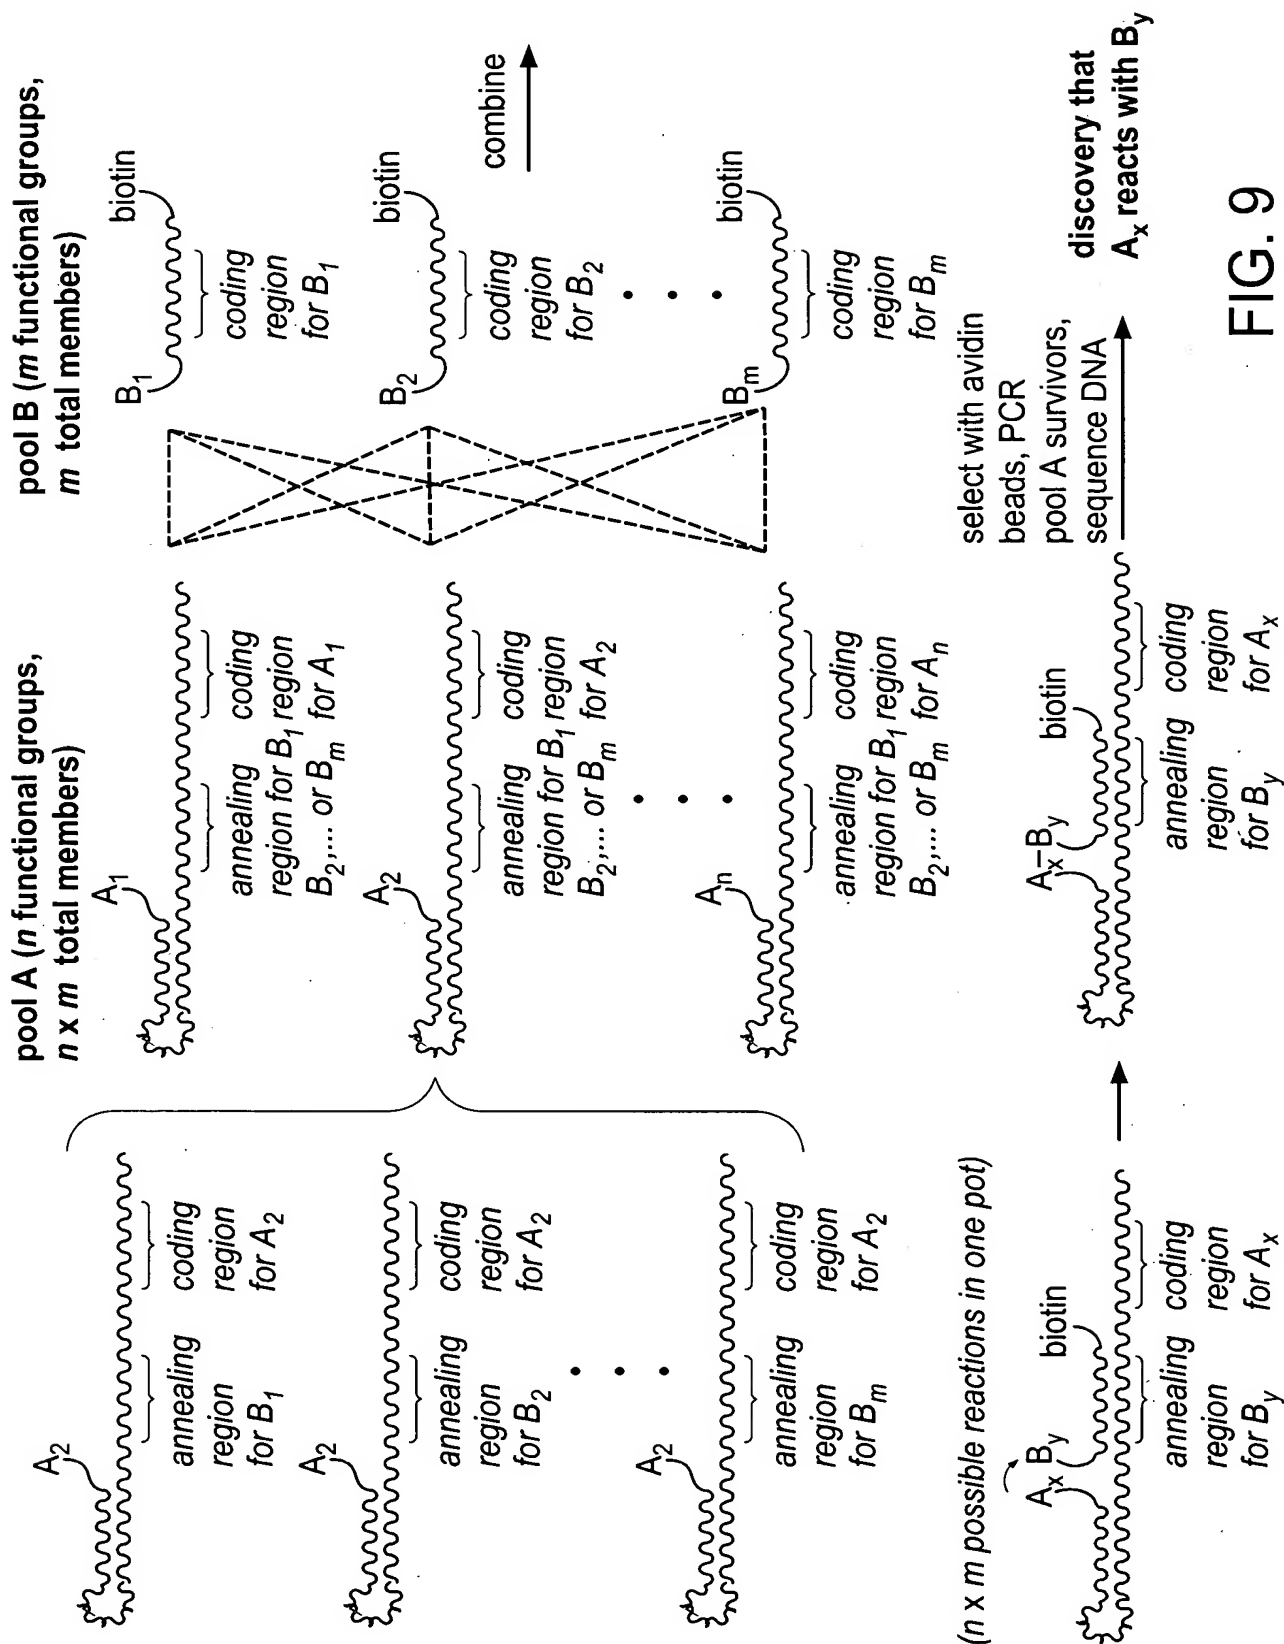 pool A (n functional groups,
n x m total members)
pool B (m functional groups,
m total members)
A2
annealing
region
for B1
coding
region
for A2
A2
annealing
region
for B2
coding
region
for A2
A2
annealing
region
for Bm
coding
region
for A2
A1
annealing coding
region for B1 region
B2,... or Bm for A1
A2
annealing coding
region for B1 region
B2,... or Bm for A2
An
annealing coding
region for B1 region
B2,... or Bm for An
B1
biotin
coding
region
for B1
B2
biotin
coding
region
for B2
Bm
biotin
coding
region
for Bm
combine
(n x m possible reactions in one pot)
Ax By
biotin
annealing
region
for By
coding
region
for Ax
Ax–By
biotin
annealing
region
for By
coding
region
for Ax
select with avidin
beads, PCR
pool A survivors,
sequence DNA
discovery that
Ax reacts with By
FIG. 9